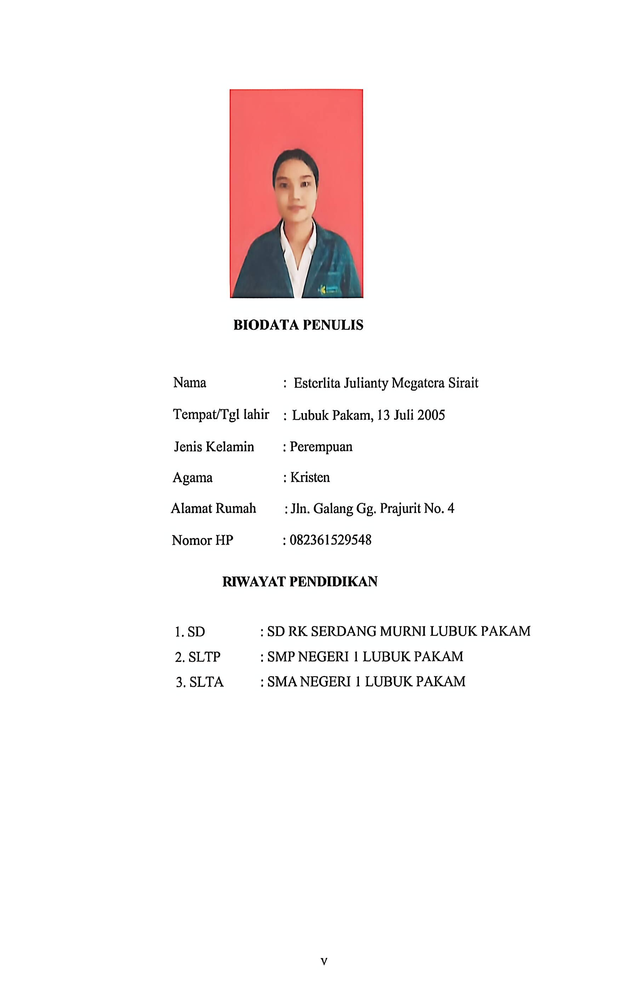 BIODATA PENULIS
Nama : Esterlita Julianty Megatera Sirait
Tempat/Tgl lahir : Lubuk Pakam, 13 Juli 2005
Jenis Kelamin : Perempuan
Agama : Kristen
Alamat Rumah : Jln. Galang Gg. Prajurit No. 4
Nomor HP : 082361529548
RIWAYAT PENDIDIKAN
1. SD : SD RK SERDANG MURNI LUBUK PAKAM
2. SLTP : SMP NEGERI 1 LUBUK PAKAM
3. SLTA : SMA NEGERI 1 LUBUK PAKAM
v